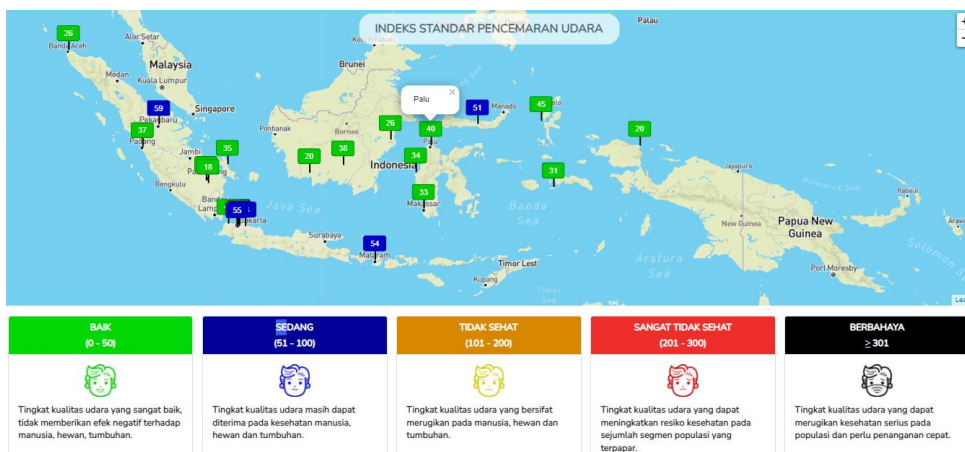 INDEKS STANDAR PENCEMARAN UDARA
Palau
26
Banda Aceh
Alor Setar
Malaysia
Kuala Lumpur
Medan
Brunei
59
Pekanbaru
Singapore
37
Padang
Pontianak
Borneo
Palu
×
51
Manado
45
26
40
Palu
20
Jambi
35
18
20
38
34
Indonesia
31
Jayapura
Bismarck Sea
Rabaul
Bengkulu
33
Makassar
55
Java Sea
Banda
Sea
New Guinea
Papua New
Guinea
Surabaya
54
Mataram
Timor Lest
Kupang
Timor
Sea
Arafura
Sea
Port Moresby
Solomon Se
BAIK
(0 - 50)
Tingkat kualitas udara yang sangat baik,
tidak memberikan efek negatif terhadap
manusia, hewan, tumbuhan.
SEDANG
(51 - 100)
Tingkat kualitas udara masih dapat
diterima pada kesehatan manusia,
hewan dan tumbuhan.
TIDAK SEHAT
(101 - 200)
Tingkat kualitas udara yang bersifat
merugikan pada manusia, hewan dan
tumbuhan.
SANGAT TIDAK SEHAT
(201 - 300)
Tingkat kualitas udara yang dapat
meningkatkan resiko kesehatan pada
sejumlah segmen populasi yang
terpapar.
BERBAHAYA
≥ 301
Tingkat kualitas udara yang dapat
merugikan kesehatan serius pada
populasi dan perlu penanganan cepat.